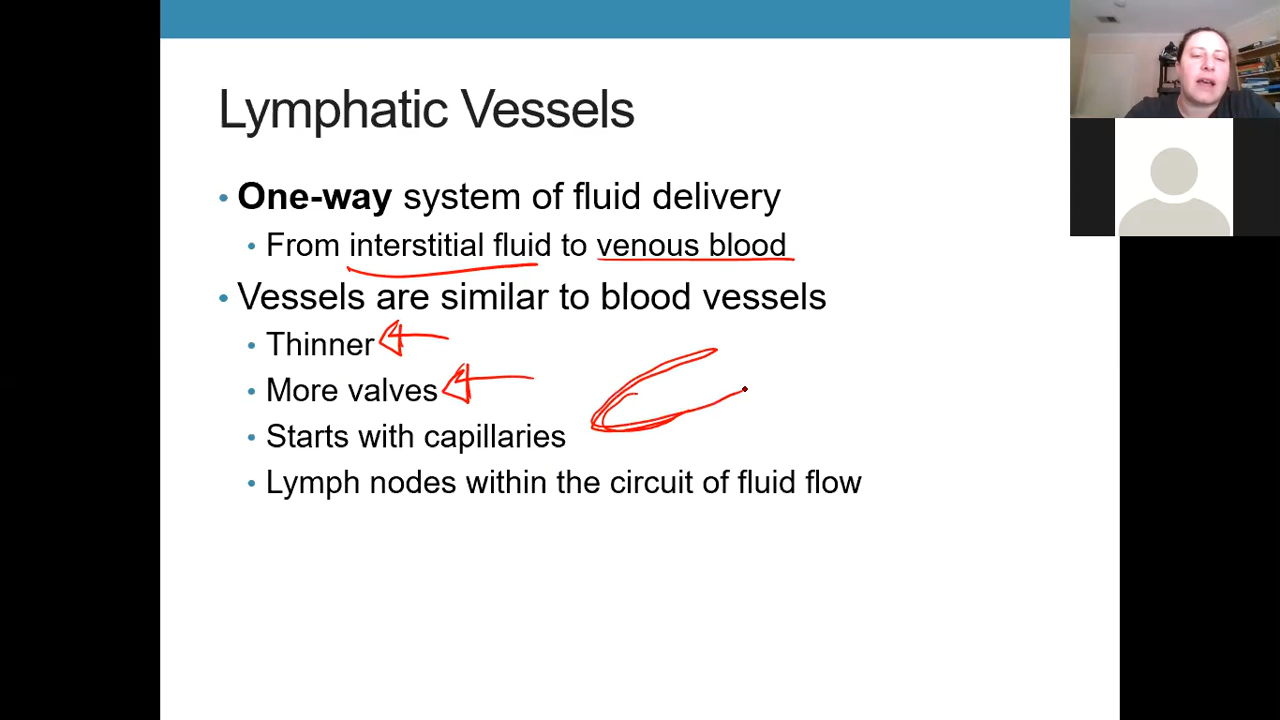 Lymphatic Vessels
• One-way system of fluid delivery
• From interstitial fluid to venous blood
• Vessels are similar to blood vessels
• Thinner
• More valves
• Starts with capillaries
• Lymph nodes within the circuit of fluid flow